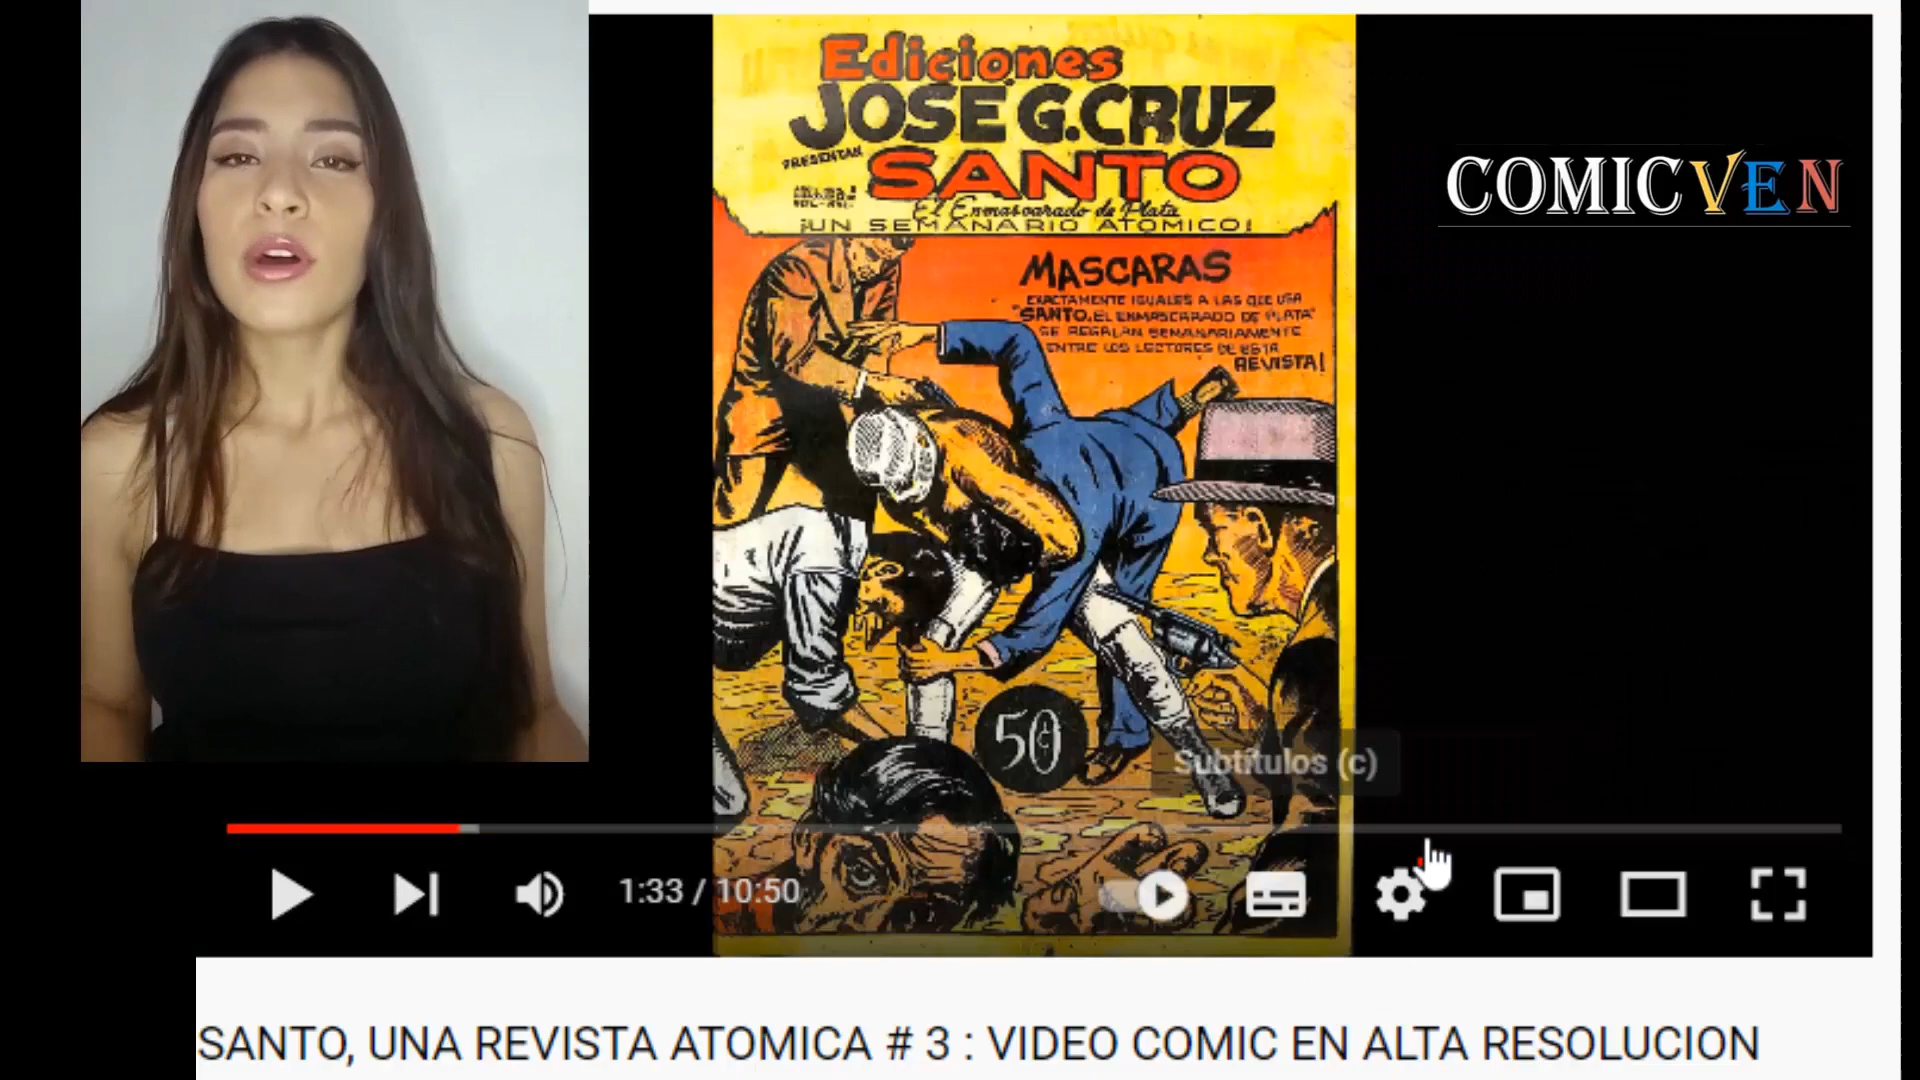 Ediciones
JOSE G. CRUZ
PRESENTAN
SANTO
El Enmascarado de Plata
¡UN SEMANARIO ATOMICO!
MASCARAS
EXACTAMENTE IGUALES A LAS QUE USA
"SANTO, EL ENMASCARADO DE PLATA"
SE REGALAN SEMANARIAMENTE
ENTRE LOS LECTORES DE ESTA
REVISTA!
COMICVEN
50¢
Subtítulos (c)
1:33 / 10:50
SANTO, UNA REVISTA ATOMICA # 3 : VIDEO COMIC EN ALTA RESOLUCION